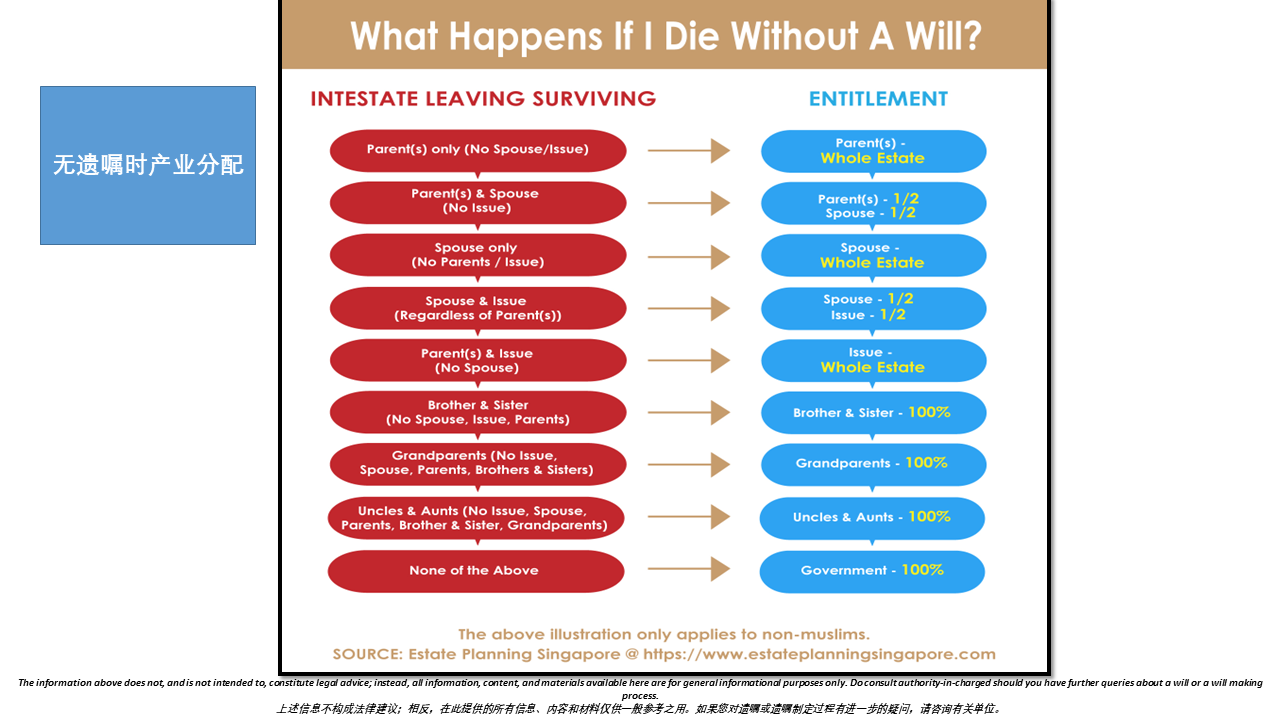 What Happens If I Die Without A Will?
无遗嘱时产业分配
INTESTATE LEAVING SURVIVING
ENTITLEMENT
Parent(s) only (No Spouse/Issue)
Parent(s) -
Whole Estate
Parent(s) & Spouse
(No Issue)
Parent(s) - 1/2
Spouse - 1/2
Spouse only
(No Parents / Issue)
Spouse -
Whole Estate
Spouse & Issue
(Regardless of Parent(s))
Spouse - 1/2
Issue - 1/2
Parent(s) & Issue
(No Spouse)
Issue -
Whole Estate
Brother & Sister
(No Spouse, Issue, Parents)
Brother & Sister - 100%
Grandparents (No Issue,
Spouse, Parents, Brothers & Sisters)
Grandparents - 100%
Uncles & Aunts (No Issue, Spouse,
Parents, Brother & Sister, Grandparents)
Uncles & Aunts - 100%
None of the Above
Government - 100%
The above illustration only applies to non-muslims.
SOURCE: Estate Planning Singapore @ https://www.estateplanningsingapore.com
The information above does not, and is not intended to, constitute legal advice; instead, all information, content, and materials available here are for general informational purposes only. Do consult authority-in-charged should you have further queries about a will or a will making
process.
上述信息不构成法律建议；相反，在此提供的所有信息、内容和材料仅供一般参考之用。如果您对遗嘱或遗嘱制定过程有进一步的疑问，请咨询有关单位。